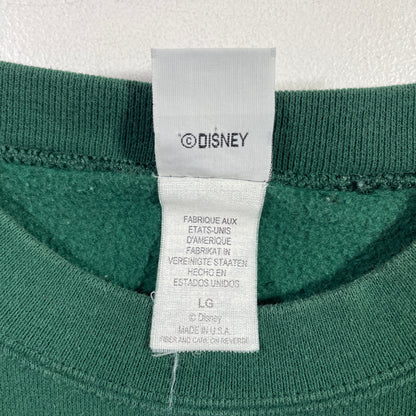 ©DISNEY
FABRIQUE AUX
ETATS-UNIS
D'AMERIQUE
FABRIKAT IN
VEREINIGTE STAATEN
HECHO EN
ESTADOS UNIDOS
LG
© Disney
MADE IN U.S.A.
FIBER AND CARE ON REVERSE